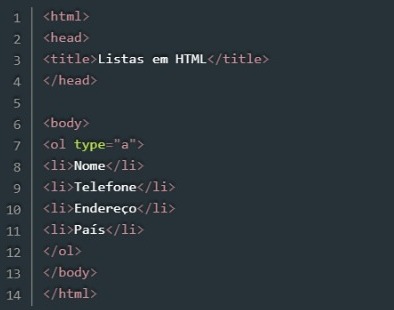 1 <html>
2 <head>
3 <title>Listas em HTML</title>
4 </head>
5
6 <body>
7 <ol type="a">
8 <li>Nome</li>
9 <li>Telefone</li>
10 <li>Endereço</li>
11 <li>País</li>
12 </ol>
13 </body>
14 </html>